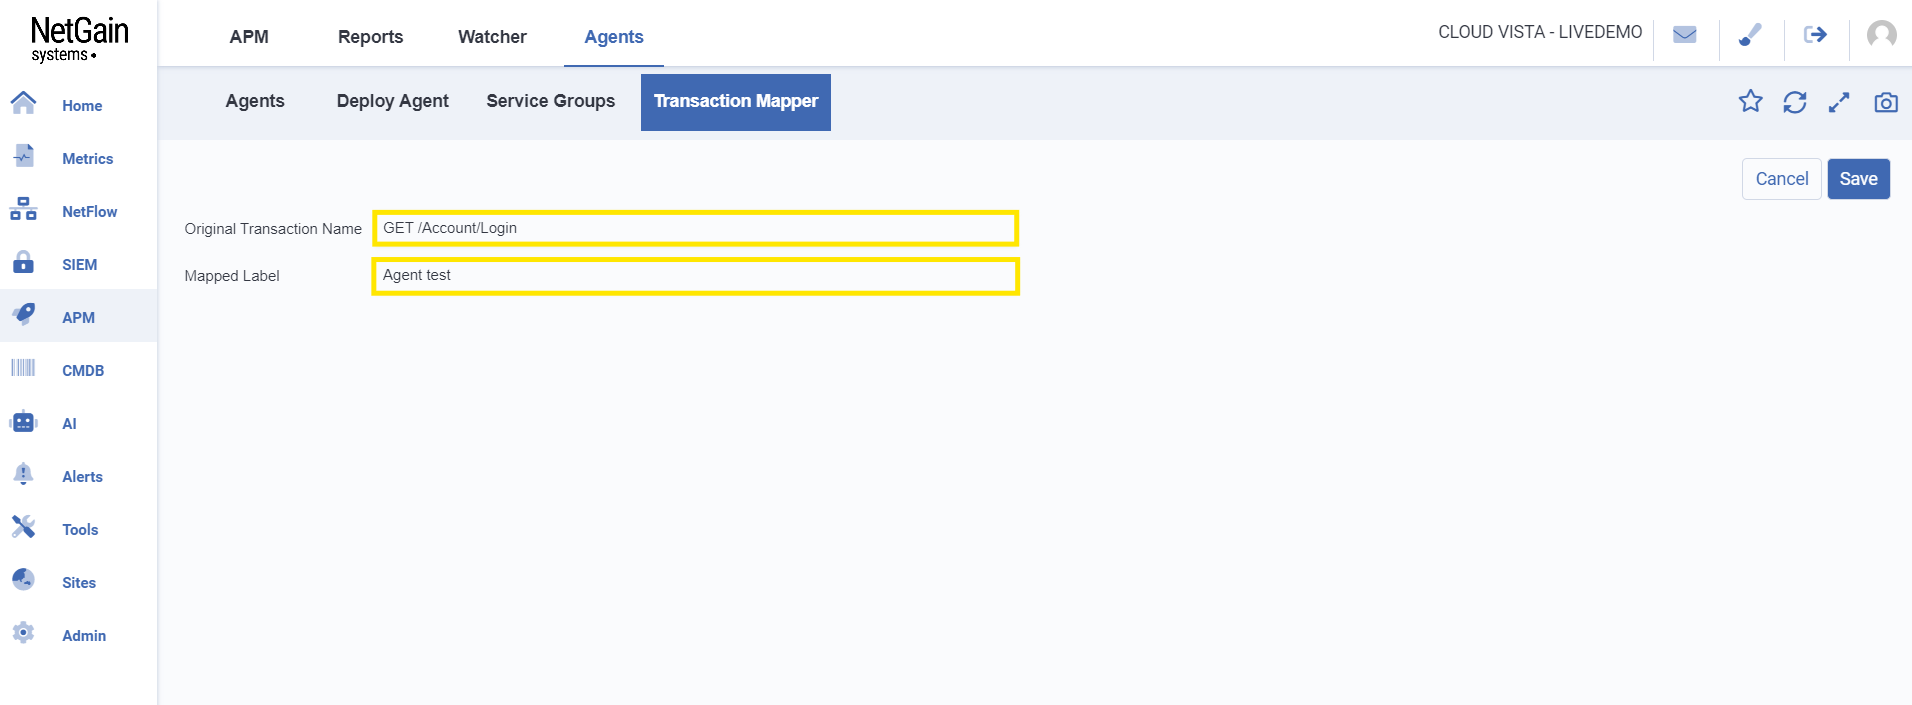 NetGain
systems
APM Reports Watcher Agents
CLOUD VISTA - LIVEDEMO
Agents Deploy Agent Service Groups Transaction Mapper
Home
Metrics
NetFlow
SIEM
APM
CMDB
AI
Alerts
Tools
Sites
Admin
Cancel Save
Original Transaction Name GET /Account/Login
Mapped Label Agent test